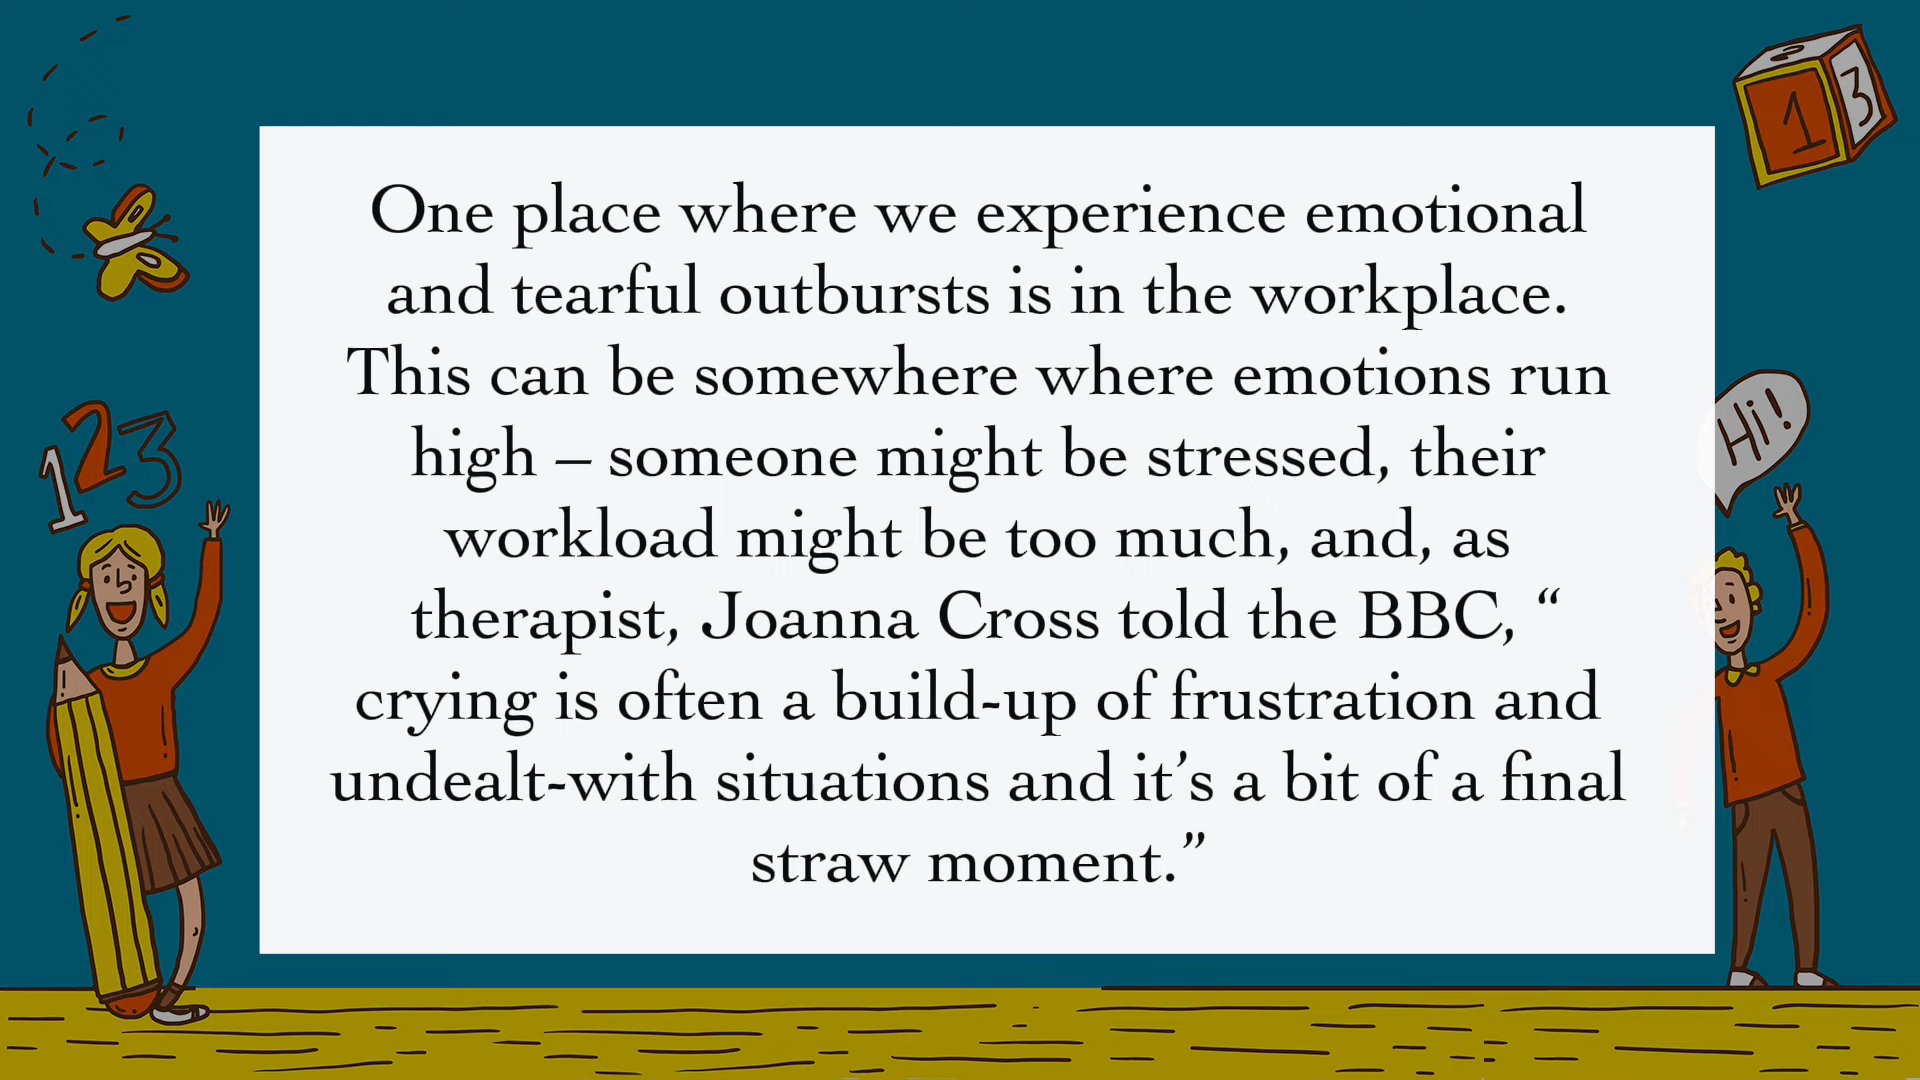 One place where we experience emotional
and tearful outbursts is in the workplace.
This can be somewhere where emotions run
high – someone might be stressed, their
workload might be too much, and, as
therapist, Joanna Cross told the BBC, “
crying is often a build-up of frustration and
undealt-with situations and it’s a bit of a final
straw moment.”
1 3
123
Hi!